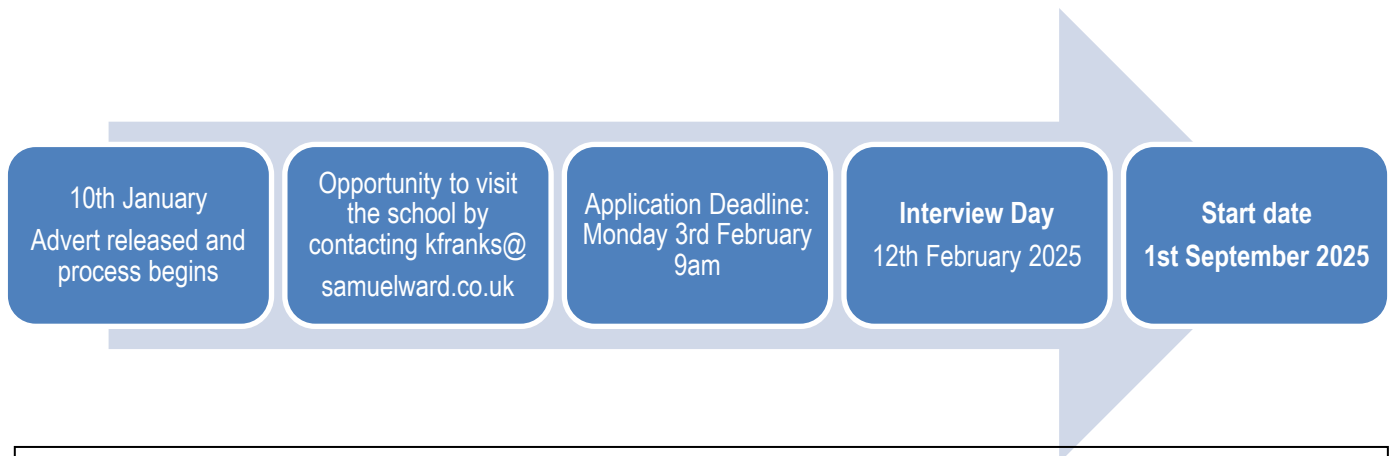 10th January
Advert released and
process begins
Opportunity to visit
the school by
contacting kfranks@
samuelward.co.uk
Application Deadline:
Monday 3rd February
9am
Interview Day
12th February 2025
Start date
1st September 2025